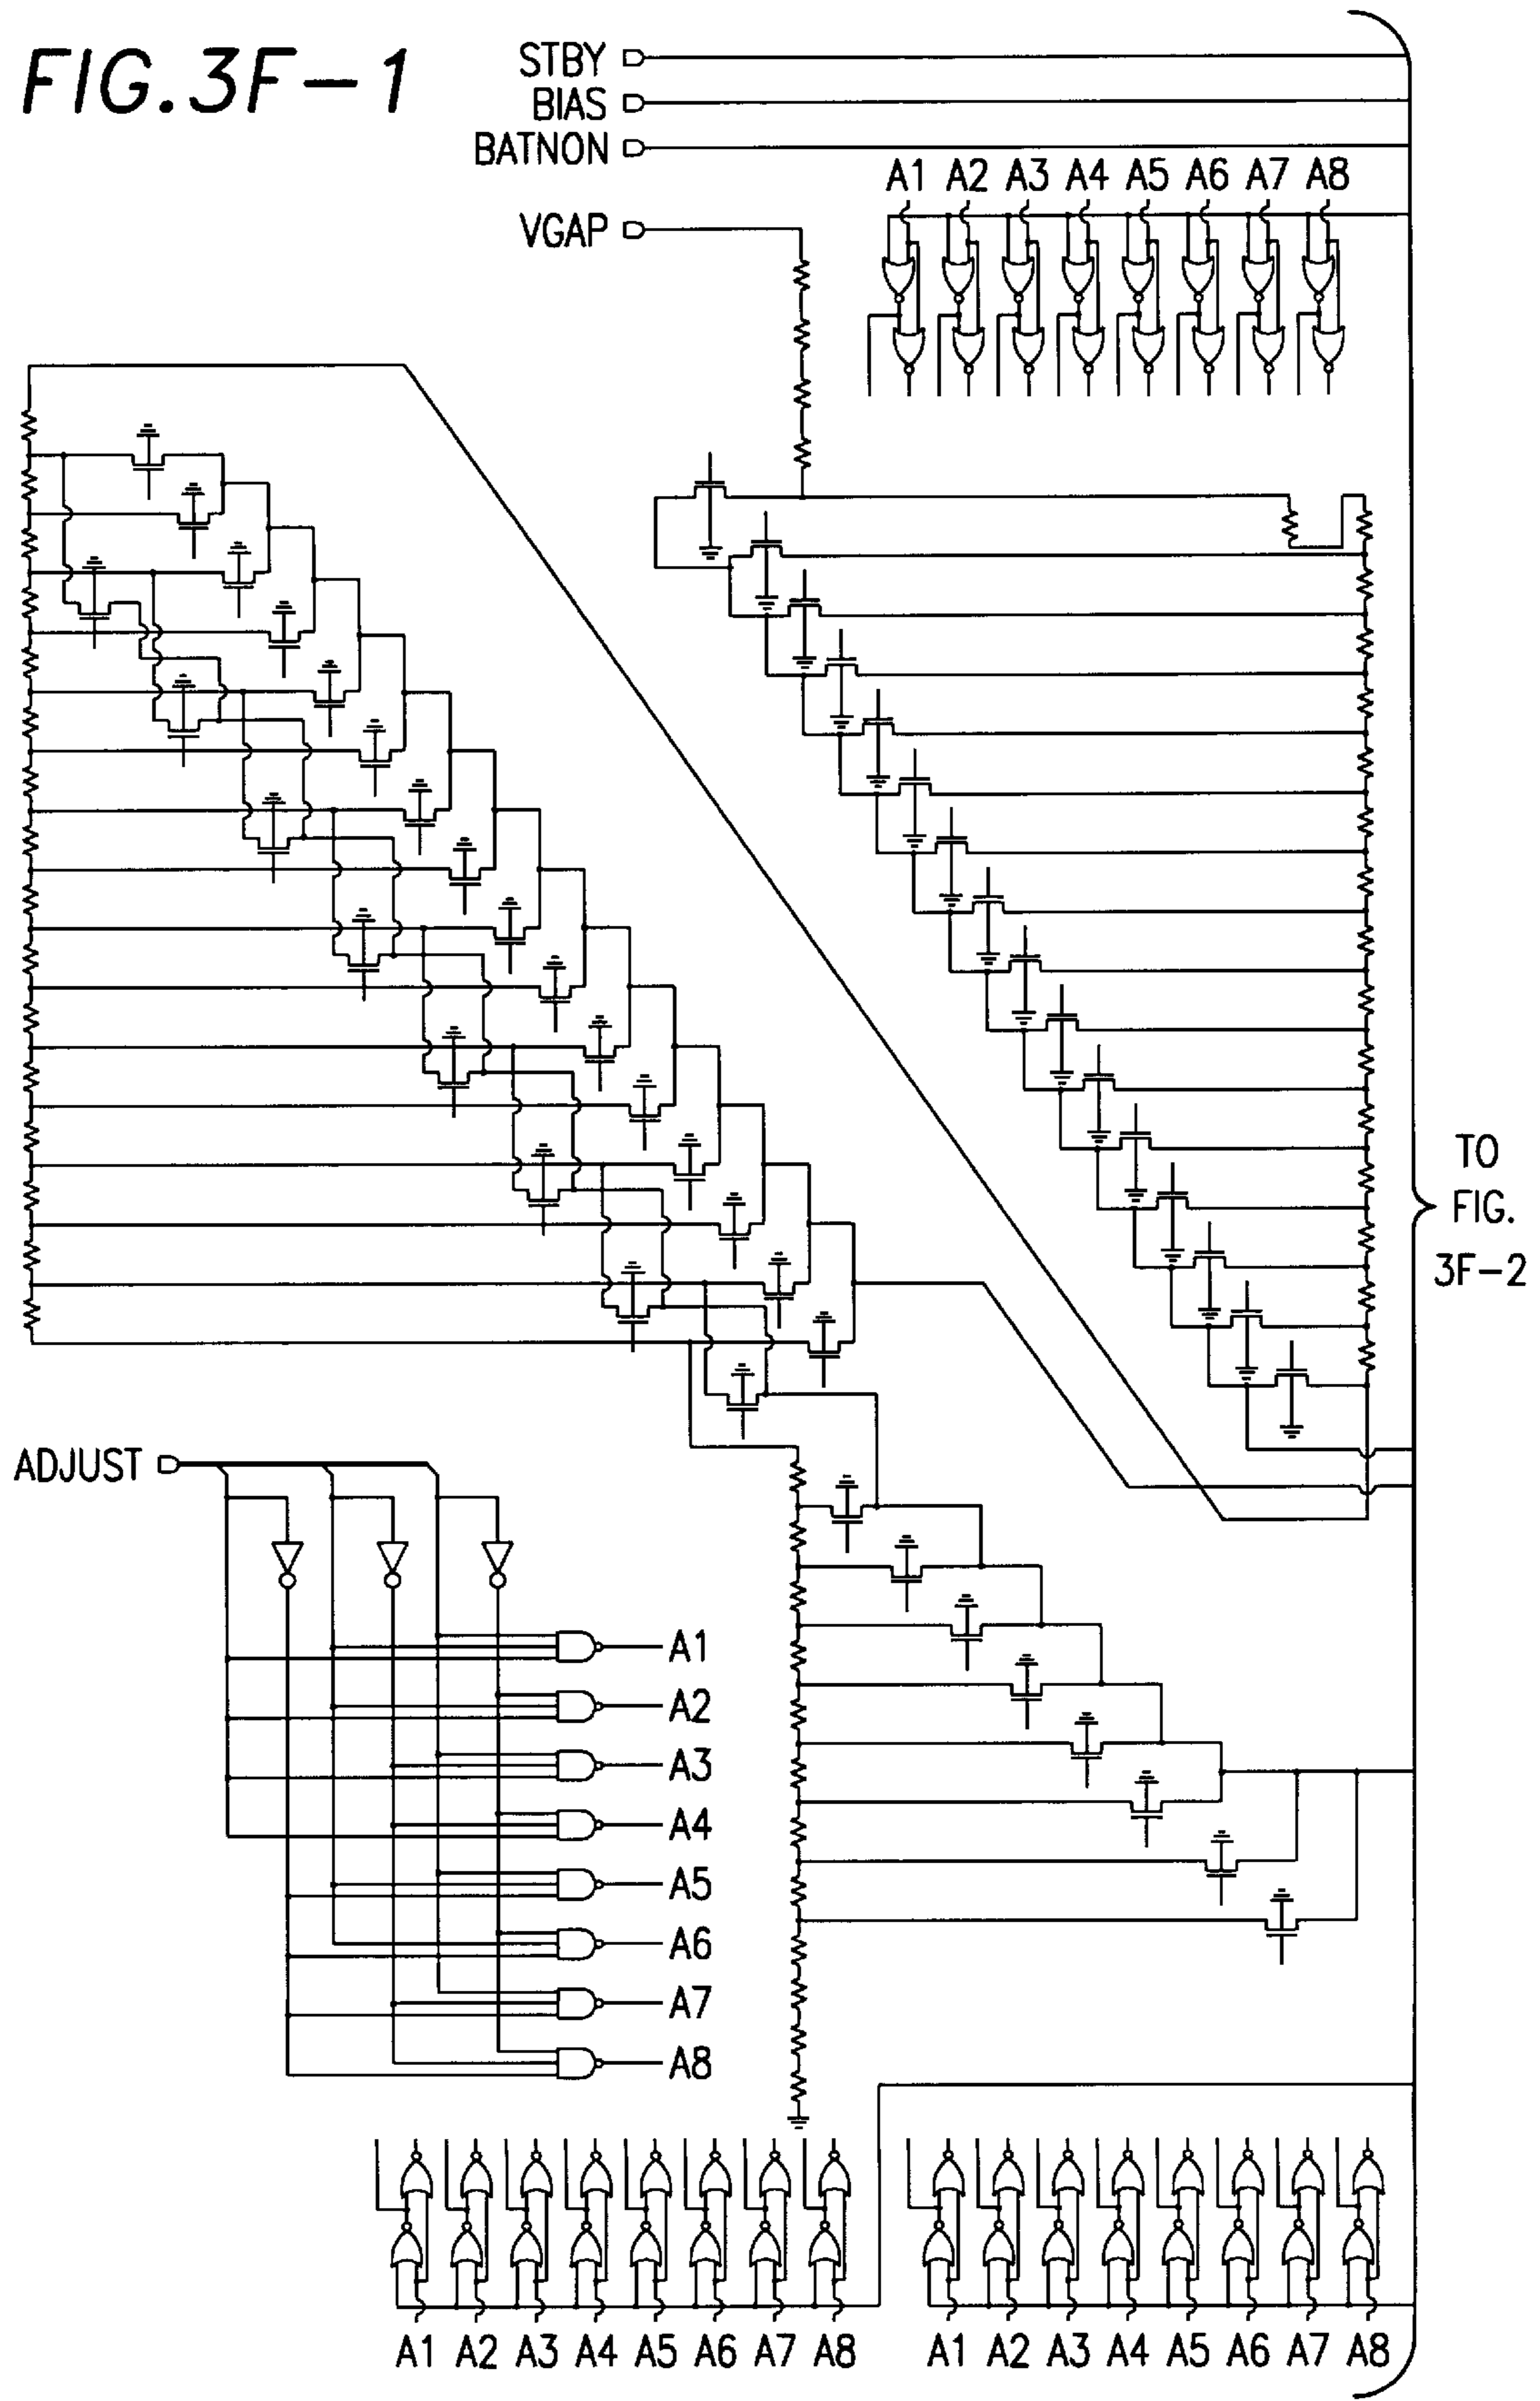 FIG.3F-1
STBY
BIAS
BATNON
A1 A2 A3 A4 A5 A6 A7 A8
VGAP
TO
FIG.
3F-2
ADJUST
A1
A2
A3
A4
A5
A6
A7
A8
A1 A2 A3 A4 A5 A6 A7 A8 A1 A2 A3 A4 A5 A6 A7 A8